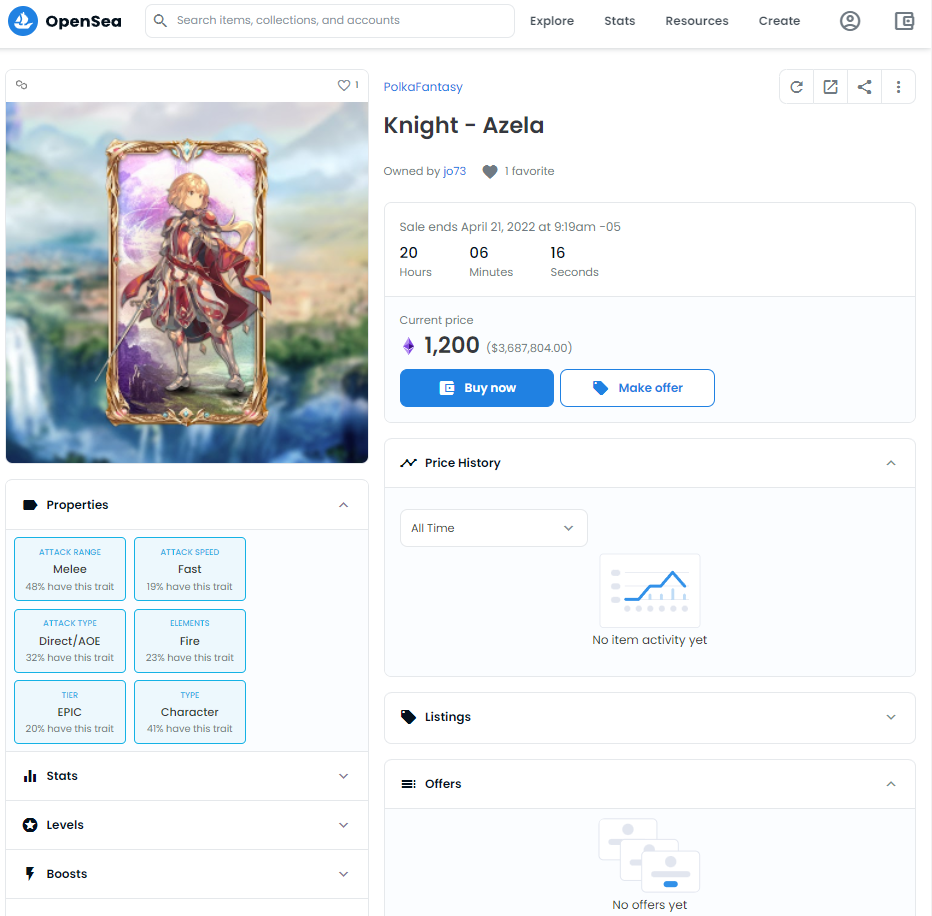 OpenSea
Search items, collections, and accounts
Explore
Stats
Resources
Create
1
PolkaFantasy
Knight - Azela
Owned by jo73
1 favorite
Sale ends April 21, 2022 at 9:19am -05
20 06 16
Hours Minutes Seconds
Current price
1,200 ($3,687,804.00)
Buy now
Make offer
Price History
All Time
No item activity yet
Listings
Offers
No offers yet
Properties
ATTACK RANGE
Melee
48% have this trait
ATTACK SPEED
Fast
19% have this trait
ATTACK TYPE
Direct/AOE
32% have this trait
ELEMENTS
Fire
23% have this trait
TIER
EPIC
20% have this trait
TYPE
Character
41% have this trait
Stats
Levels
Boosts